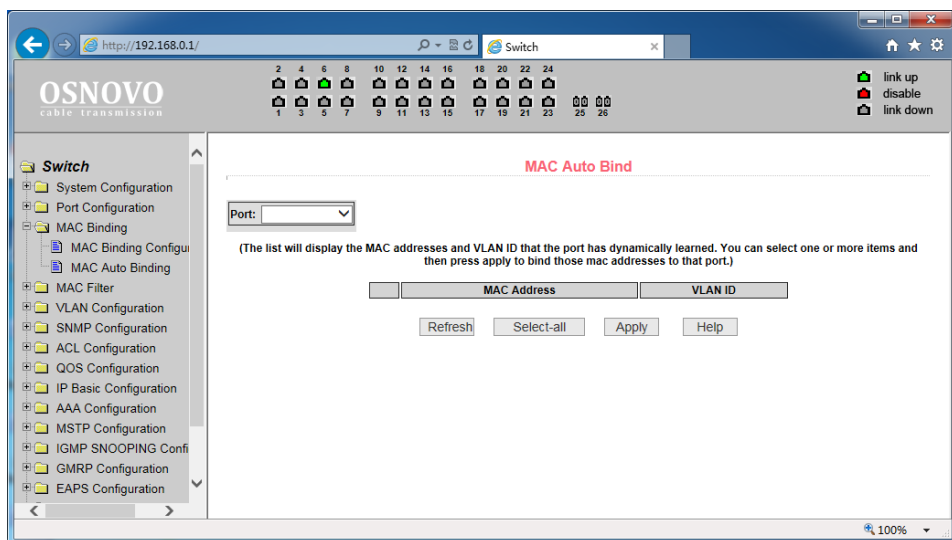 http://192.168.0.1/
Switch
OSNOVO
cable transmission
2 4 6 8 10 12 14 16 18 20 22 24
1 3 5 7 9 11 13 15 17 19 21 23 25 26
link up
disable
link down
Switch
System Configuration
Port Configuration
MAC Binding
MAC Binding Configur
MAC Auto Binding
MAC Filter
VLAN Configuration
SNMP Configuration
ACL Configuration
QOS Configuration
IP Basic Configuration
AAA Configuration
MSTP Configuration
IGMP SNOOPING Confi
GMRP Configuration
EAPS Configuration
MAC Auto Bind
Port:
(The list will display the MAC addresses and VLAN ID that the port has dynamically learned. You can select one or more items and
then press apply to bind those mac addresses to that port.)
MAC Address VLAN ID
Refresh Select-all Apply Help
100%